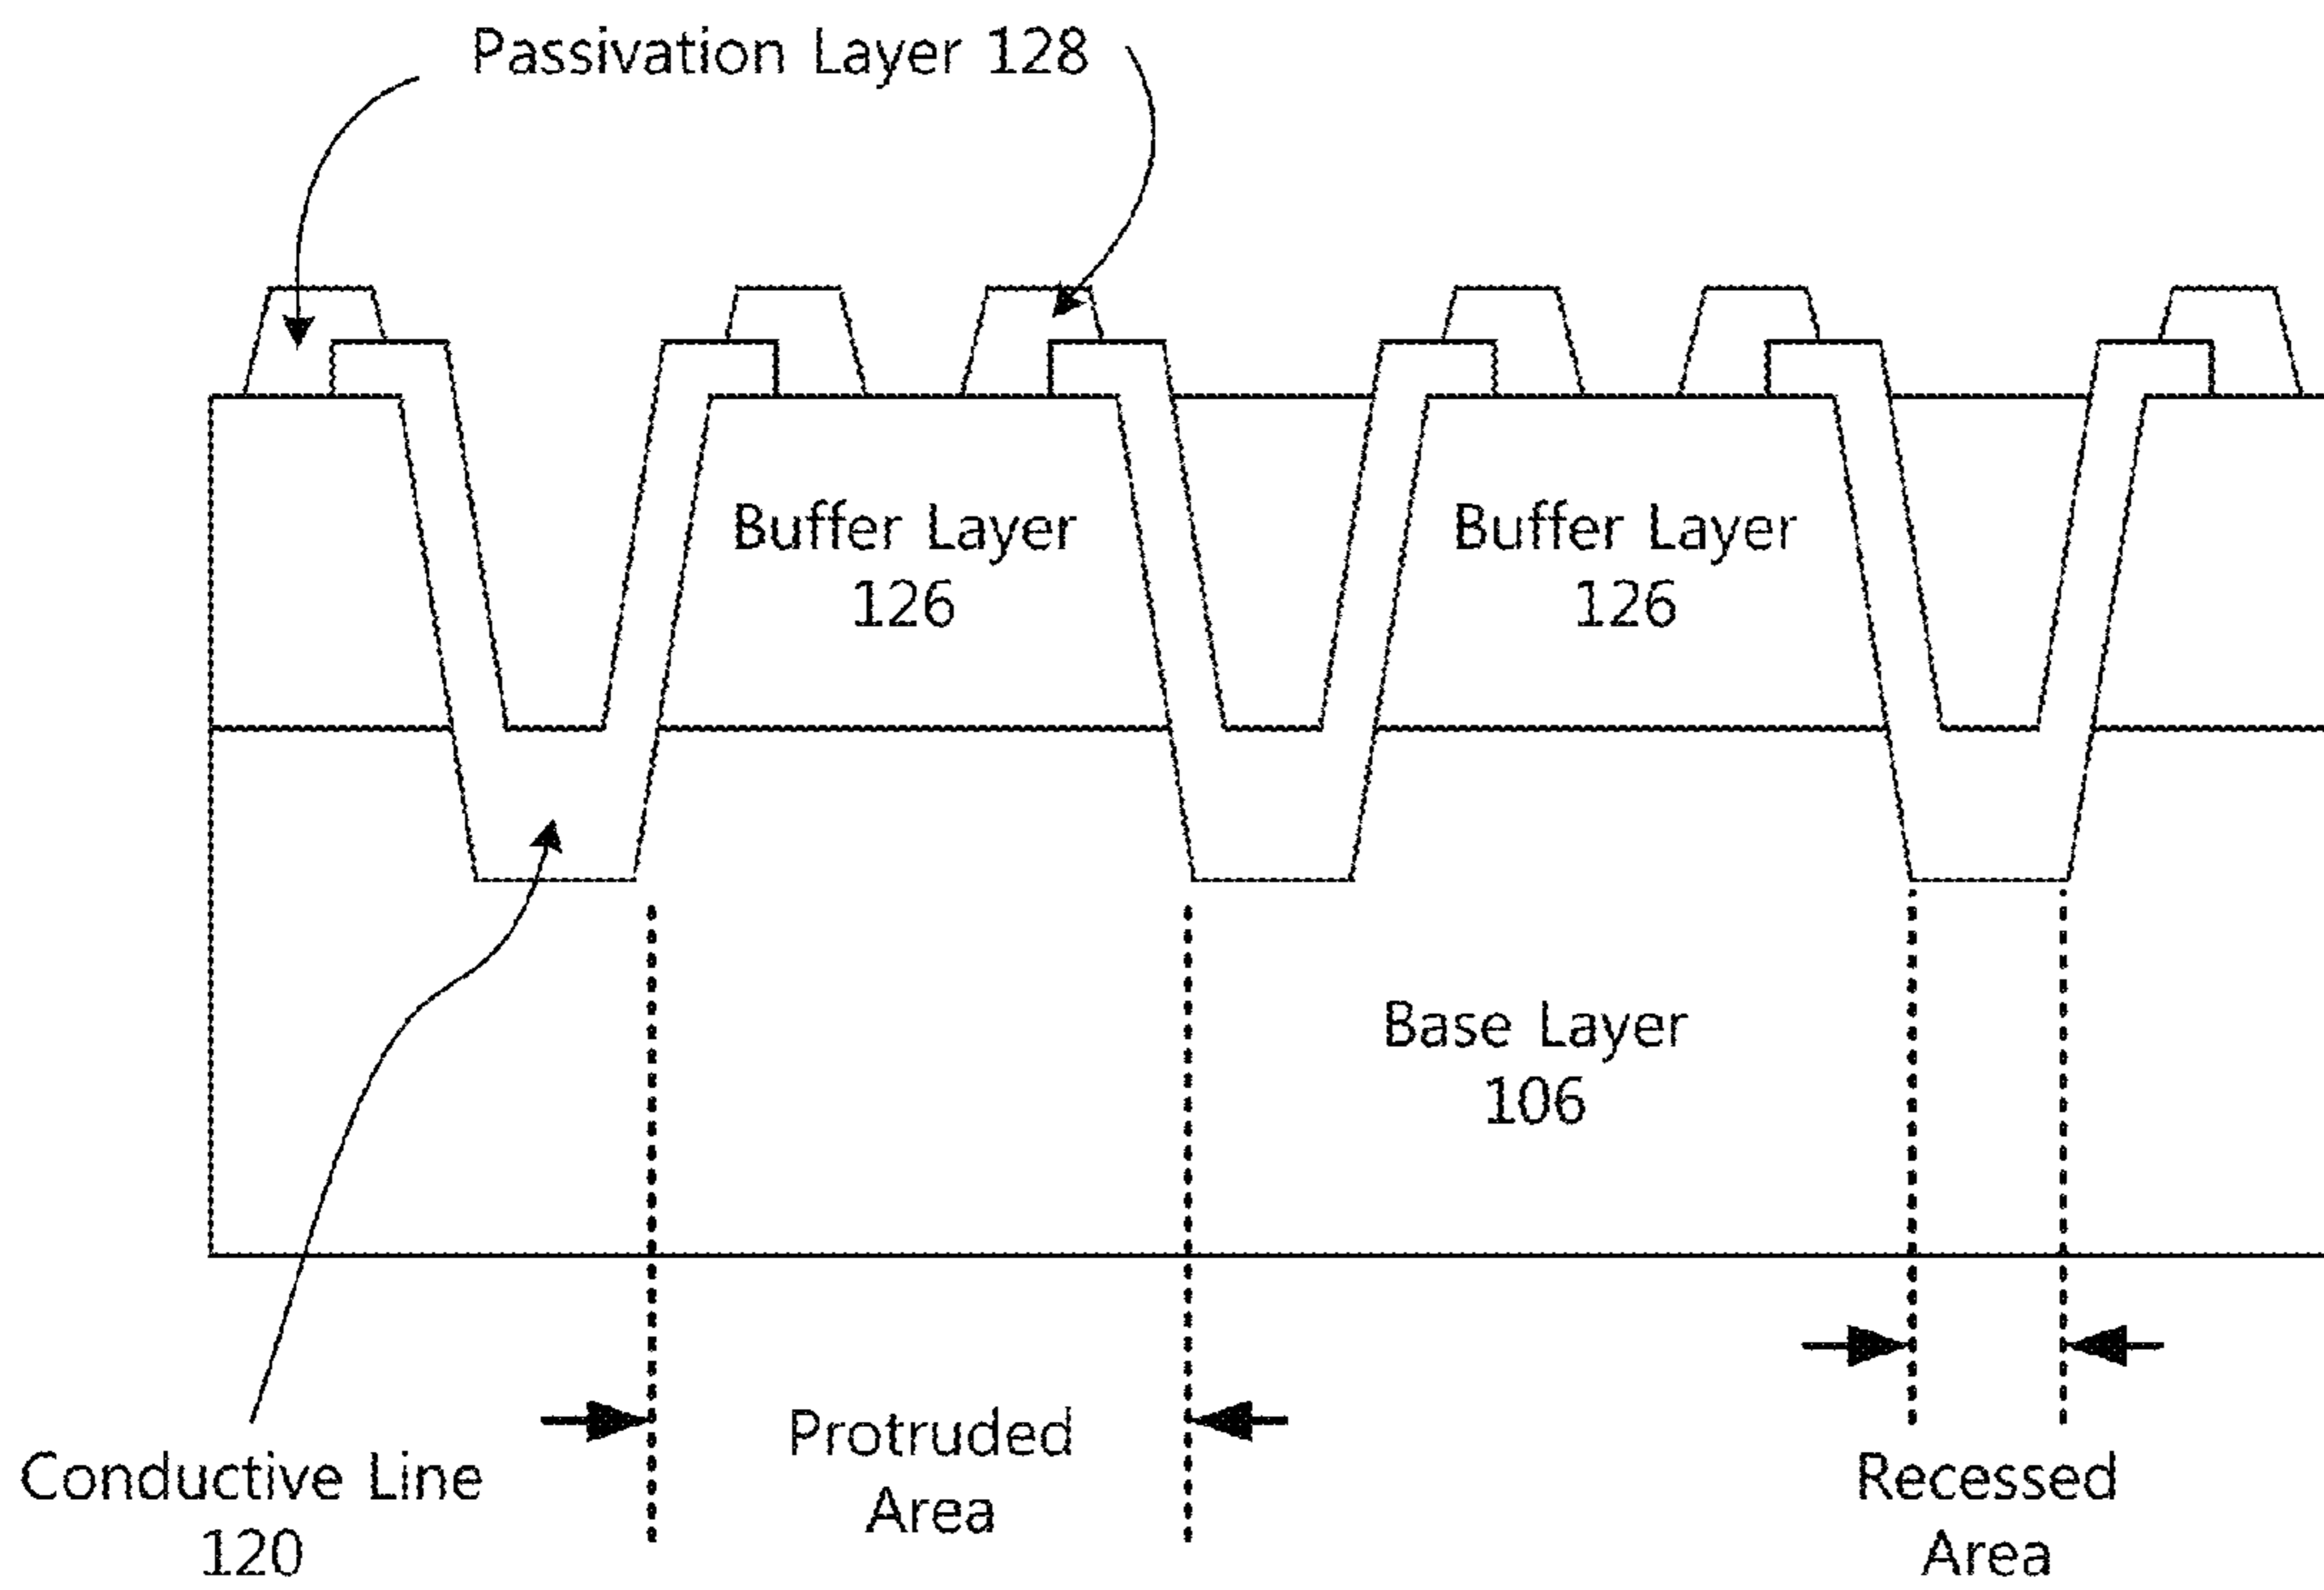 Passivation Layer 128
Buffer Layer
126
Buffer Layer
126
Base Layer
106
Protruded
Area
Conductive Line
120
Recessed
Area